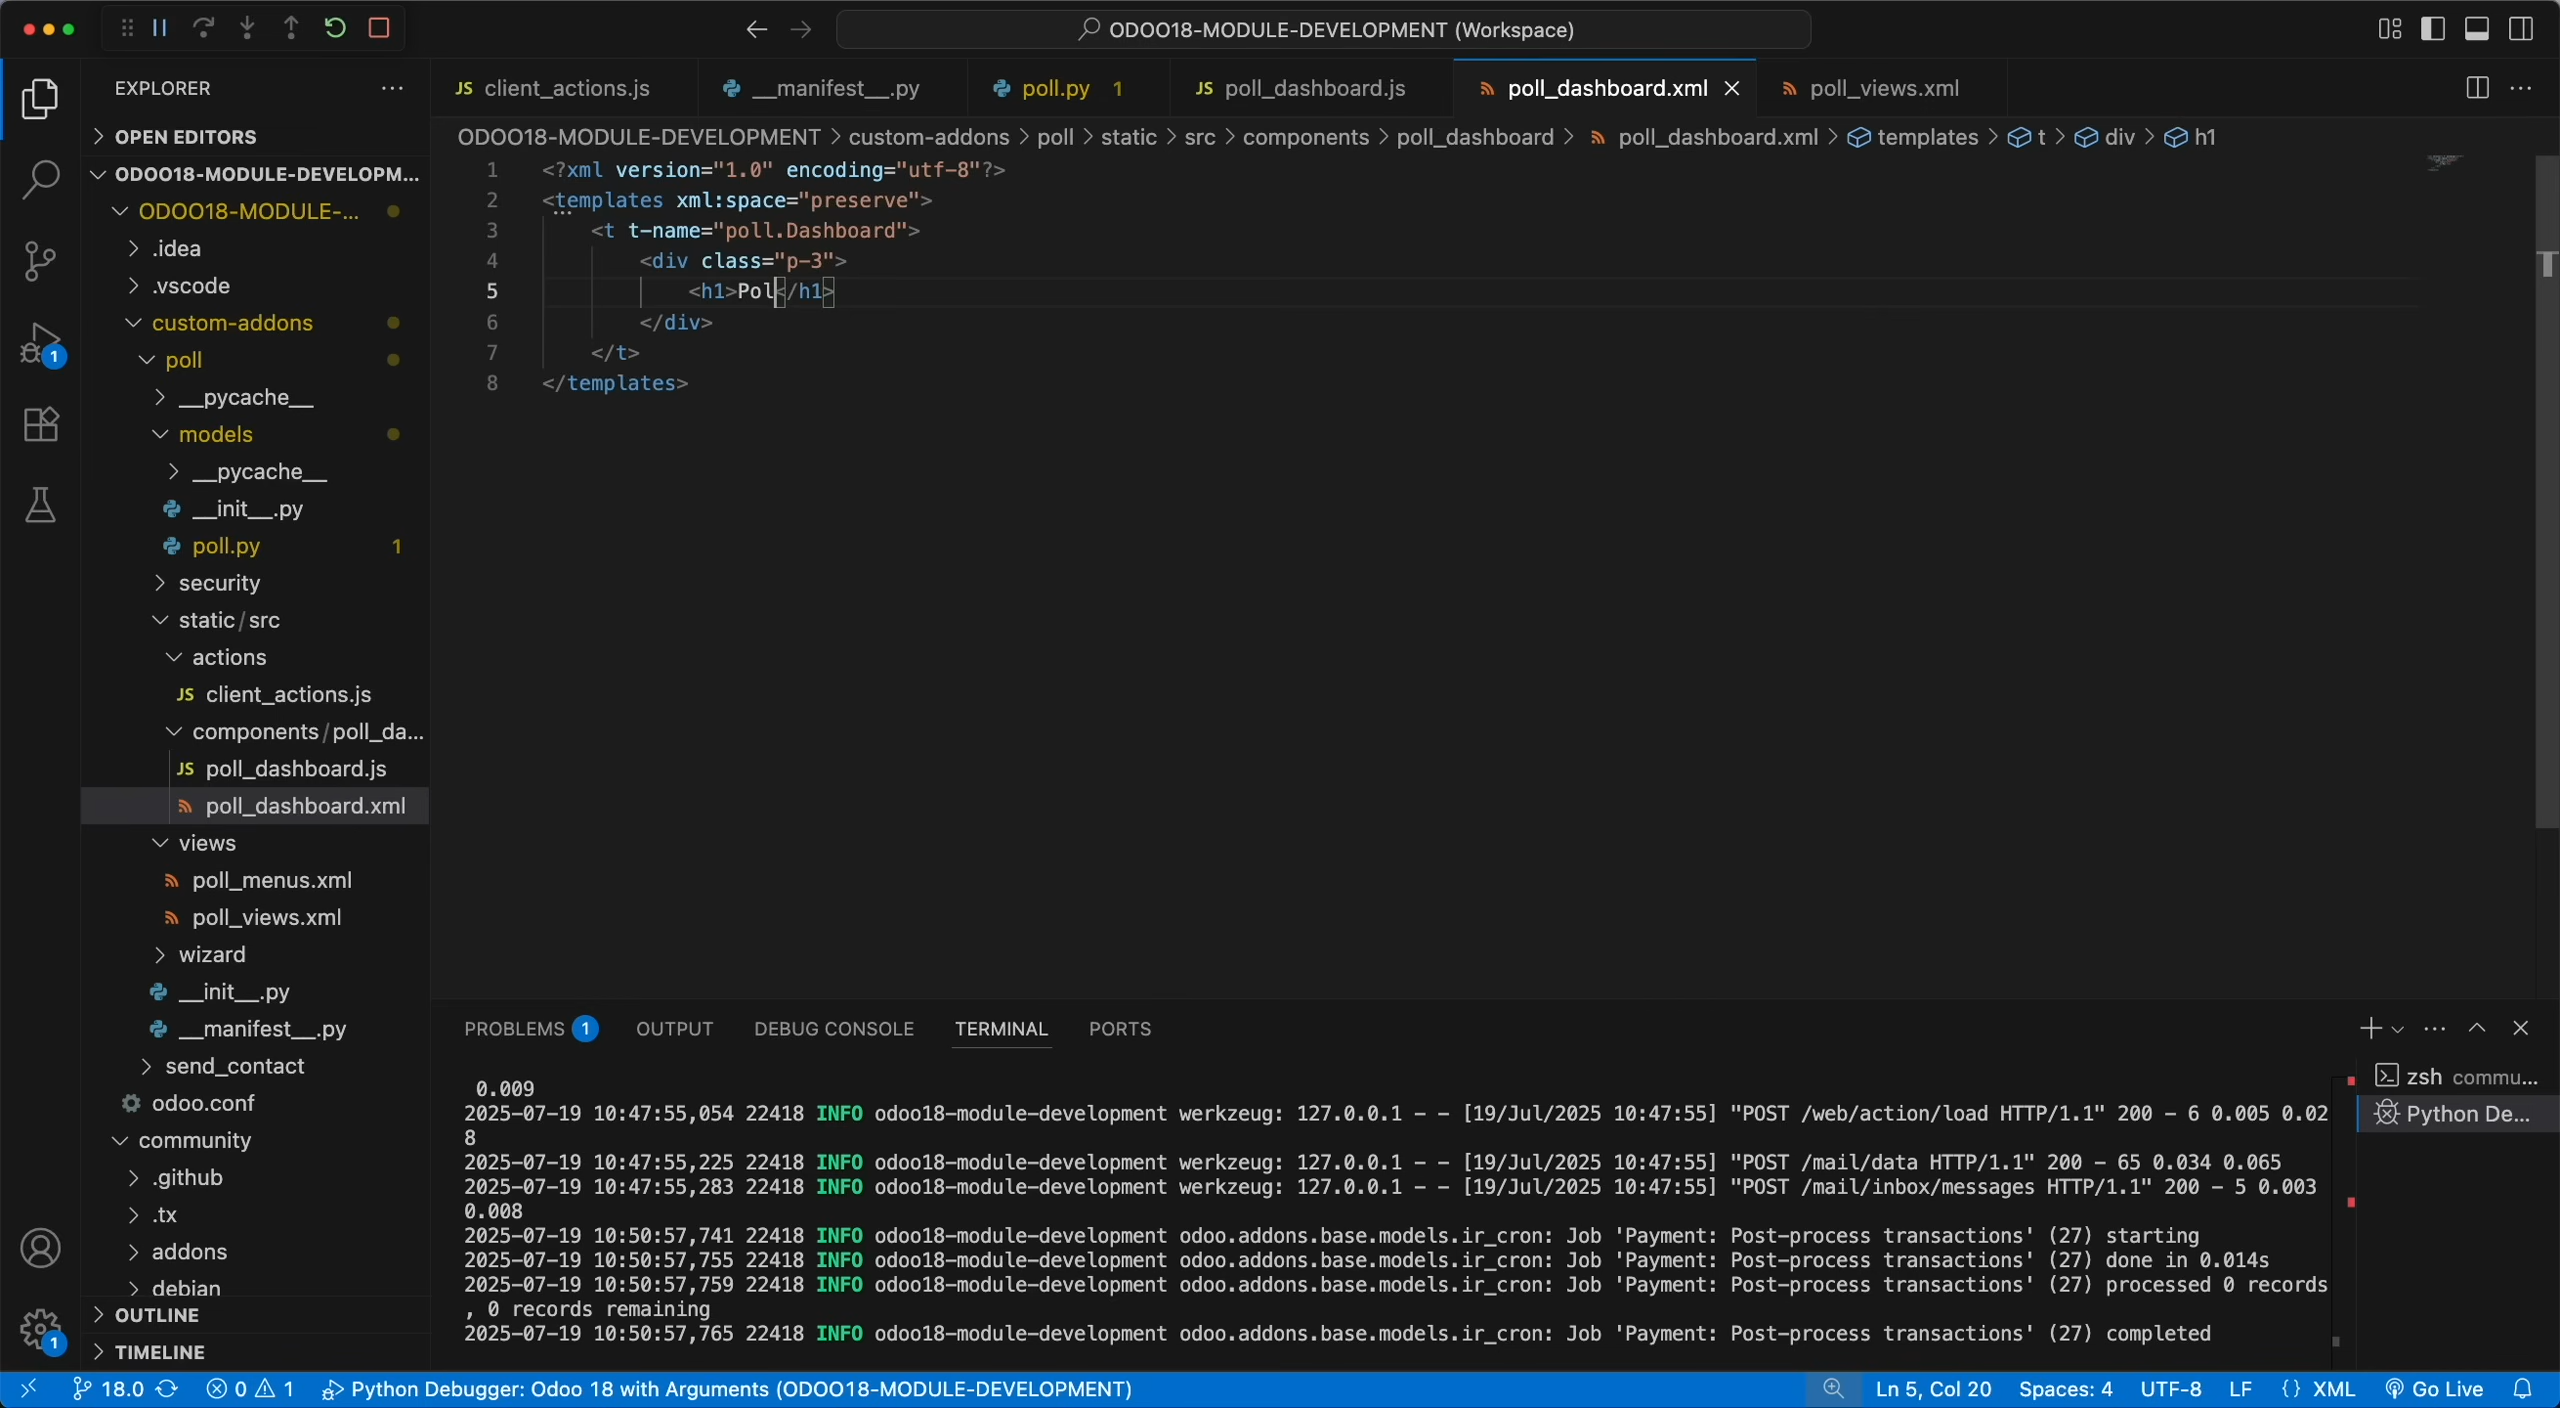 ODOO18-MODULE-DEVELOPMENT (Workspace)
EXPLORER
OPEN EDITORS
ODOO18-MODULE-DEVELOPM...
ODOO18-MODULE-...
.idea
.vscode
custom-addons
poll
__pycache__
models
__pycache__
__init__.py
poll.py 1
security
static/src
actions
JS client_actions.js
components/poll_da...
JS poll_dashboard.js
poll_dashboard.xml
views
poll_menus.xml
poll_views.xml
wizard
__init__.py
__manifest__.py
send_contact
odoo.conf
community
.github
.tx
addons
debian
OUTLINE
TIMELINE
1
1
JS client_actions.js
__manifest__.py
poll.py 1
JS poll_dashboard.js
poll_dashboard.xml
poll_views.xml
ODOO18-MODULE-DEVELOPMENT > custom-addons > poll > static > src > components > poll_dashboard > poll_dashboard.xml > templates > t > div > h1
1 <?xml version="1.0" encoding="utf-8"?>
2 <templates xml:space="preserve">
3 <t t-name="poll.Dashboard">
4 <div class="p-3">
5 <h1>Pol</h1>
6 </div>
7 </t>
8 </templates>
PROBLEMS 1 OUTPUT DEBUG CONSOLE TERMINAL PORTS
0.009
2025-07-19 10:47:55,054 22418 INFO odoo18-module-development werkzeug: 127.0.0.1 - - [19/Jul/2025 10:47:55] "POST /web/action/load HTTP/1.1" 200 - 6 0.005 0.02
8
2025-07-19 10:47:55,225 22418 INFO odoo18-module-development werkzeug: 127.0.0.1 - - [19/Jul/2025 10:47:55] "POST /mail/data HTTP/1.1" 200 - 65 0.034 0.065
2025-07-19 10:47:55,283 22418 INFO odoo18-module-development werkzeug: 127.0.0.1 - - [19/Jul/2025 10:47:55] "POST /mail/inbox/messages HTTP/1.1" 200 - 5 0.003
0.008
2025-07-19 10:50:57,741 22418 INFO odoo18-module-development odoo.addons.base.models.ir_cron: Job 'Payment: Post-process transactions' (27) starting
2025-07-19 10:50:57,755 22418 INFO odoo18-module-development odoo.addons.base.models.ir_cron: Job 'Payment: Post-process transactions' (27) done in 0.014s
2025-07-19 10:50:57,759 22418 INFO odoo18-module-development odoo.addons.base.models.ir_cron: Job 'Payment: Post-process transactions' (27) processed 0 records
, 0 records remaining
2025-07-19 10:50:57,765 22418 INFO odoo18-module-development odoo.addons.base.models.ir_cron: Job 'Payment: Post-process transactions' (27) completed
zsh commu...
Python De...
18.0 0 1 Python Debugger: Odoo 18 with Arguments (ODOO18-MODULE-DEVELOPMENT) Ln 5, Col 20 Spaces: 4 UTF-8 LF {} XML Go Live